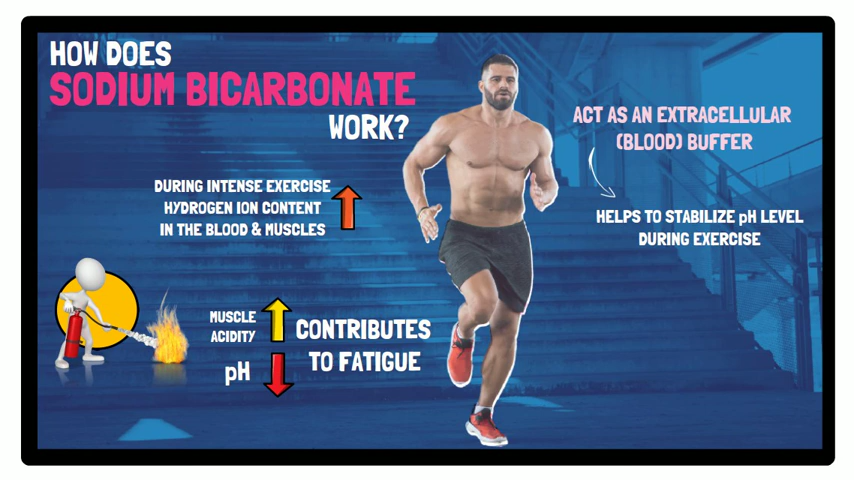 HOW DOES
SODIUM BICARBONATE
WORK?
ACT AS AN EXTRACELLULAR
(BLOOD) BUFFER
DURING INTENSE EXERCISE
HYDROGEN ION CONTENT
IN THE BLOOD & MUSCLES
HELPS TO STABILIZE pH LEVEL
DURING EXERCISE
MUSCLE
ACIDITY
pH
CONTRIBUTES
TO FATIGUE